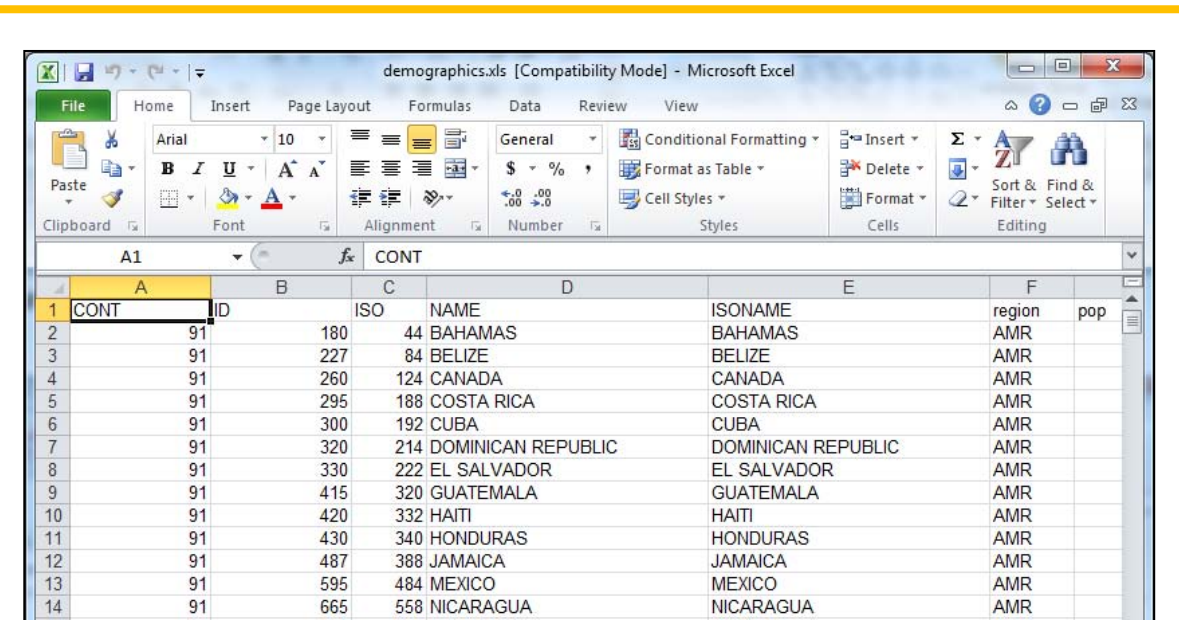 demographics.xls [Compatibility Mode] - Microsoft Excel
File Home Insert Page Layout Formulas Data Review View
Arial 10 General Conditional Formatting Insert Σ
Paste B I U A A $ % , Format as Table Delete Sort & Filter Find & Select
A .0 .00 .00 .0 Cell Styles Format
Clipboard Font Alignment Number Styles Cells Editing
A1 fx CONT
A B C D E F
1 CONT ID ISO NAME ISONAME region pop
2 91 180 44 BAHAMAS BAHAMAS AMR
3 91 227 84 BELIZE BELIZE AMR
4 91 260 124 CANADA CANADA AMR
5 91 295 188 COSTA RICA COSTA RICA AMR
6 91 300 192 CUBA CUBA AMR
7 91 320 214 DOMINICAN REPUBLIC DOMINICAN REPUBLIC AMR
8 91 330 222 EL SALVADOR EL SALVADOR AMR
9 91 415 320 GUATEMALA GUATEMALA AMR
10 91 420 332 HAITI HAITI AMR
11 91 430 340 HONDURAS HONDURAS AMR
12 91 487 388 JAMAICA JAMAICA AMR
13 91 595 484 MEXICO MEXICO AMR
14 91 665 558 NICARAGUA NICARAGUA AMR